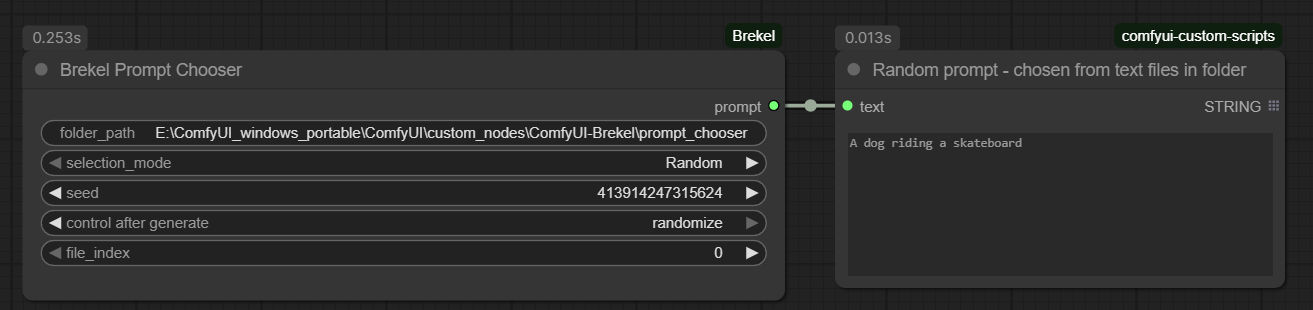 0.253s
Brekel
Brekel Prompt Chooser
prompt
folder_path E:\ComfyUI_windows_portable\ComfyUI\custom_nodes\ComfyUI-Brekel\prompt_chooser
selection_mode Random
seed 413914247315624
control after generate randomize
file_index 0
0.013s
comfyui-custom-scripts
Random prompt - chosen from text files in folder
text STRING
A dog riding a skateboard